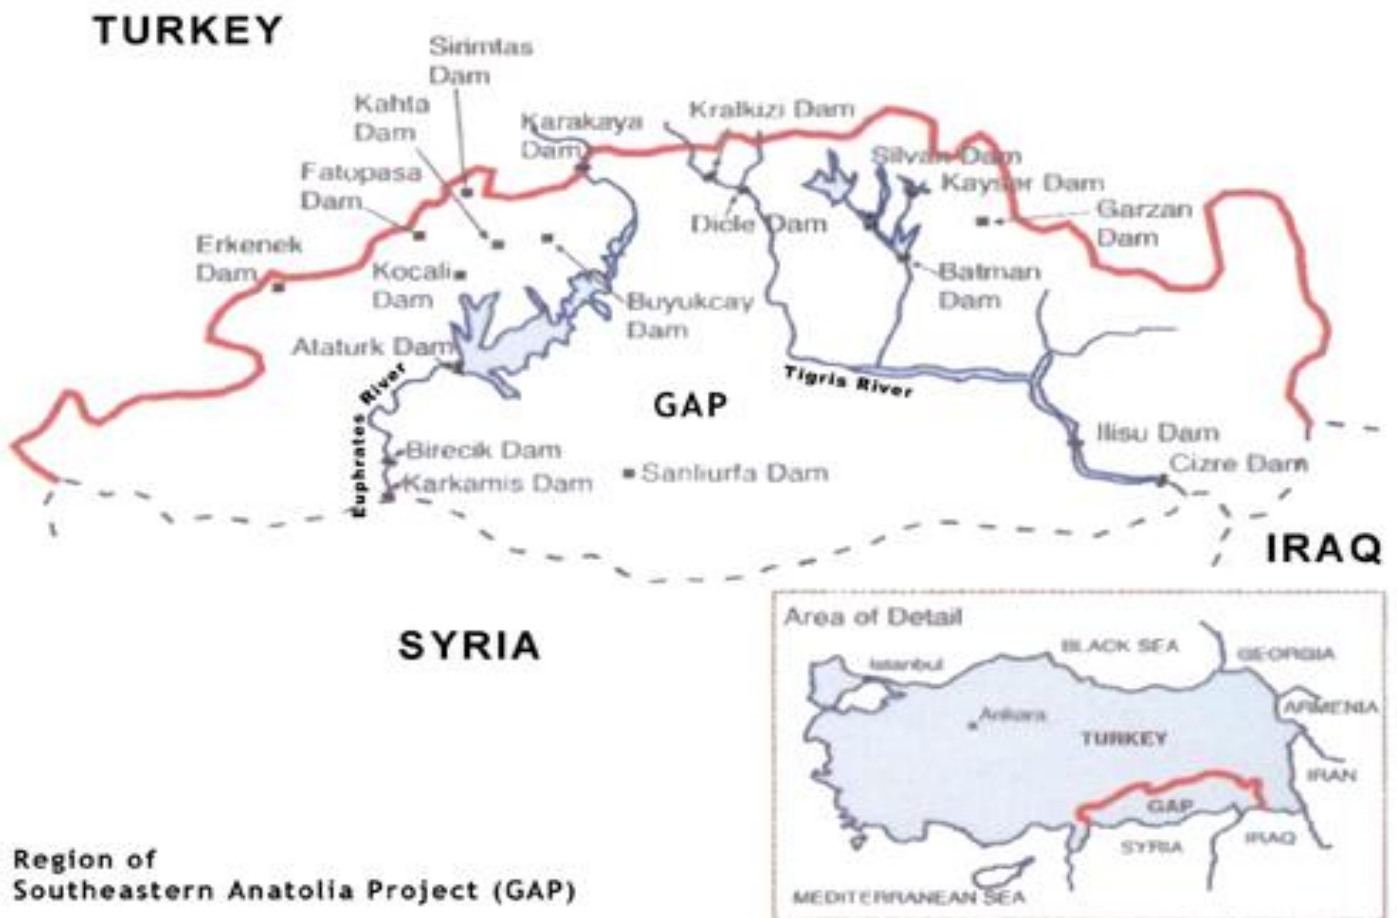 TURKEY
Sirimtas
Dam
Kahta
Dam
Karakaya
Dam
Kralkizi Dam
Fatopasa
Dam
Silvan Dam
Kaysar Dam
Garzan
Dam
Erkenek
Dam
Kocali
Dam
Dicle Dam
Batman
Dam
Buyukcay
Dam
Ataturk Dam
Euphrates River
GAP
Tigris River
Birecik Dam
Karkamis Dam
Sanliurfa Dam
Ilisu Dam
Cizre Dam
IRAQ
SYRIA
Area of Detail
BLACK SEA
GEORGIA
Istanbul
ARMENIA
Ankara
TURKEY
IRAN
GAP
SYRIA
IRAQ
MEDITERRANEAN SEA
Region of
Southeastern Anatolia Project (GAP)